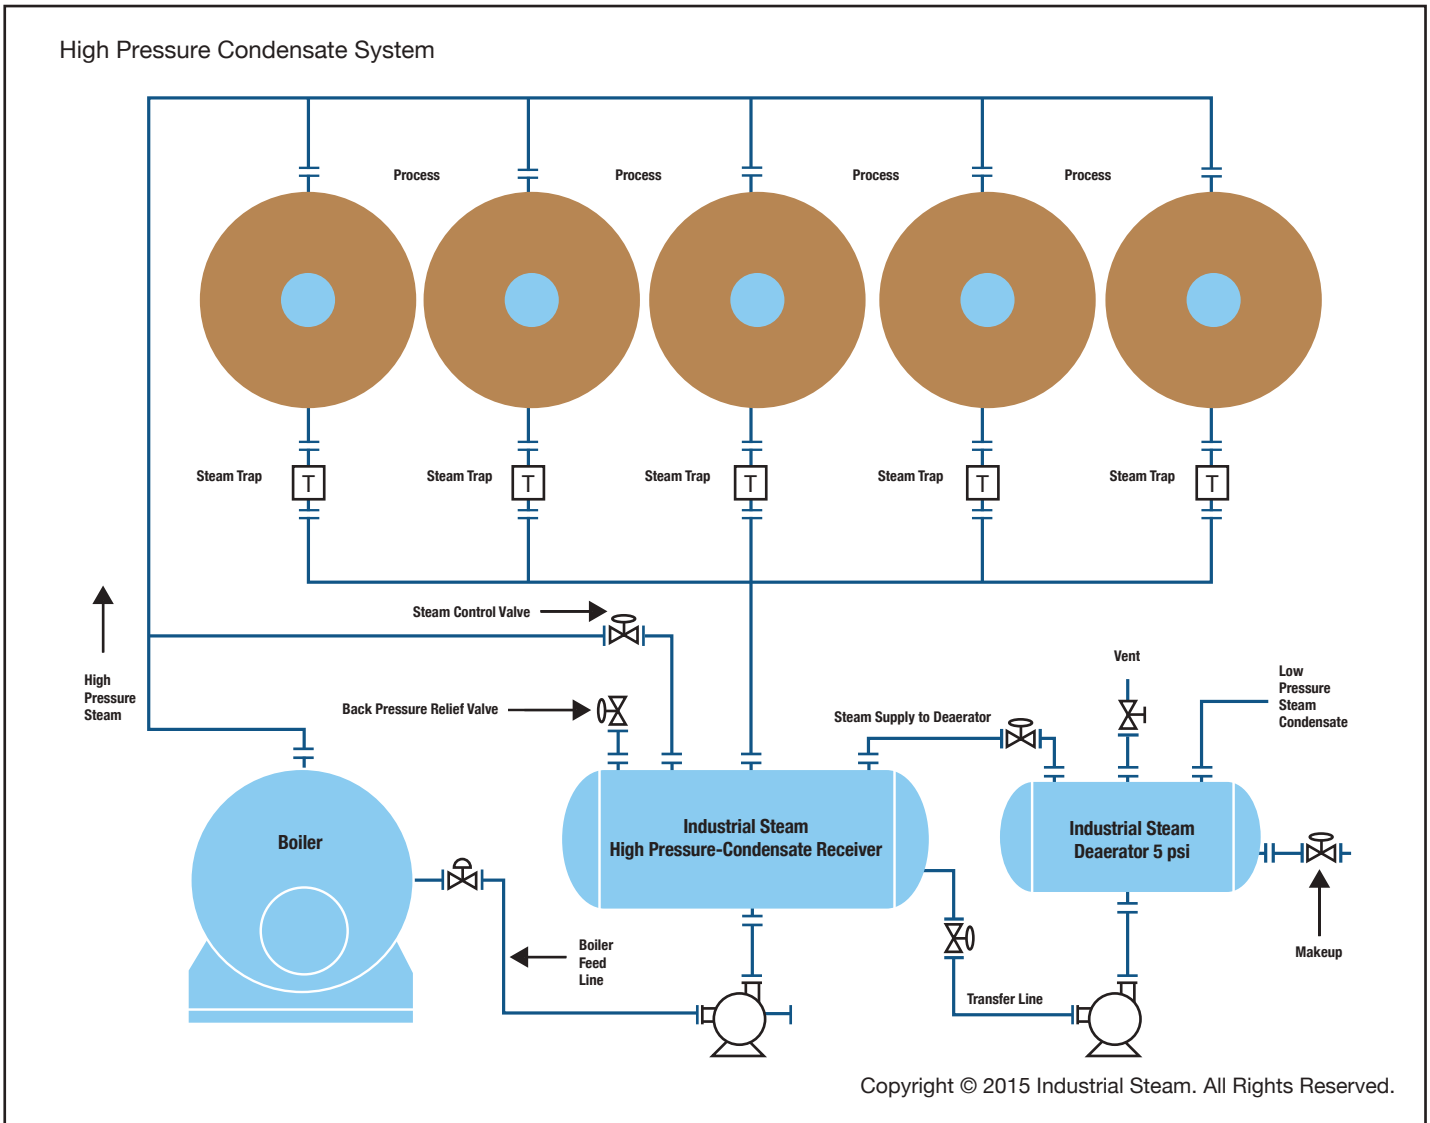 High Pressure Condensate System
Process
Process
Process
Process
Steam Trap
T
Steam Trap
T
Steam Trap
T
Steam Trap
T
Steam Trap
T
Steam Control Valve
High
Pressure
Steam
Back Pressure Relief Valve
Steam Supply to Deaerator
Vent
Low
Pressure
Steam
Condensate
Boiler
Industrial Steam
High Pressure-Condensate Receiver
Industrial Steam
Deaerator 5 psi
Boiler
Feed
Line
Transfer Line
Makeup
Copyright © 2015 Industrial Steam. All Rights Reserved.